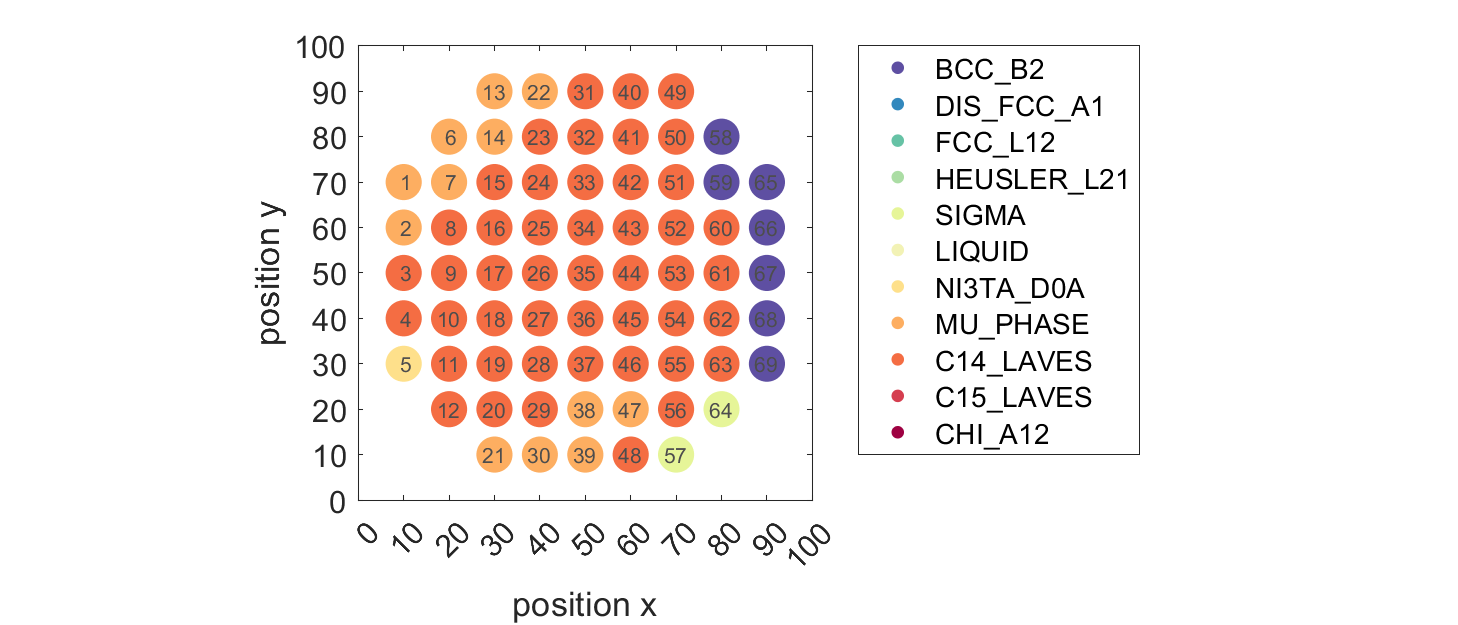 100
90
80
70
60
50
40
30
20
10
0
position y
13 22 31 40 49
6 14 23 32 41 50 58
1 7 15 24 33 42 51 59 65
2 8 16 25 34 43 52 60 66
3 9 17 26 35 44 53 61 67
4 10 18 27 36 45 54 62 68
5 11 19 28 37 46 55 63 69
12 20 29 38 47 56 64
21 30 39 48 57
0 10 20 30 40 50 60 70 80 90 100
position x
BCC_B2
DIS_FCC_A1
FCC_L12
HEUSLER_L21
SIGMA
LIQUID
NI3TA_D0A
MU_PHASE
C14_LAVES
C15_LAVES
CHI_A12